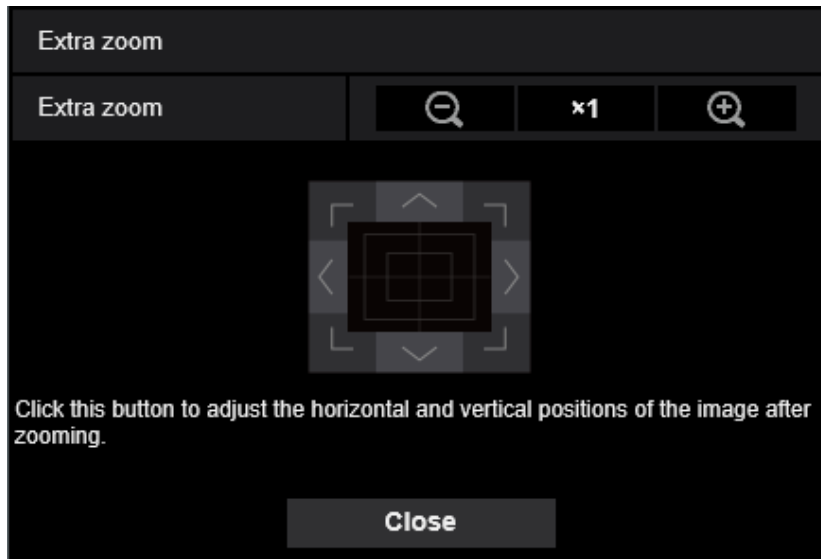 Extra zoom
Extra zoom
×1
Click this button to adjust the horizontal and vertical positions of the image after
zooming.
Close